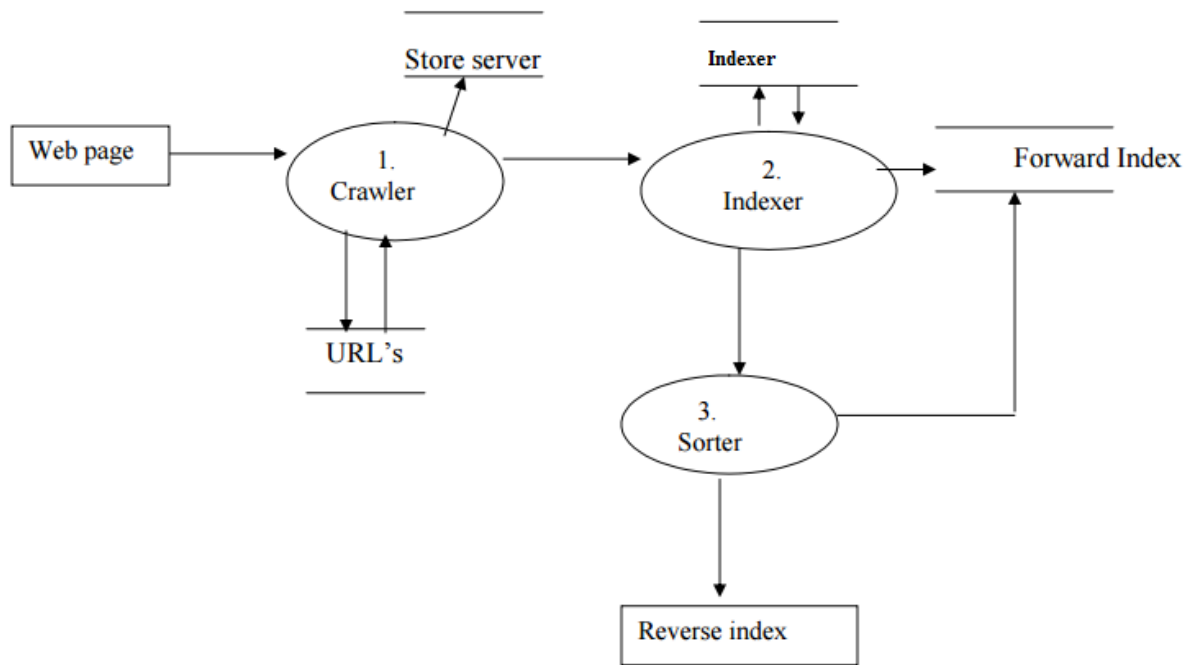 Store server
Indexer
Web page
1.
Crawler
2.
Indexer
Forward Index
URL’s
3.
Sorter
Reverse index